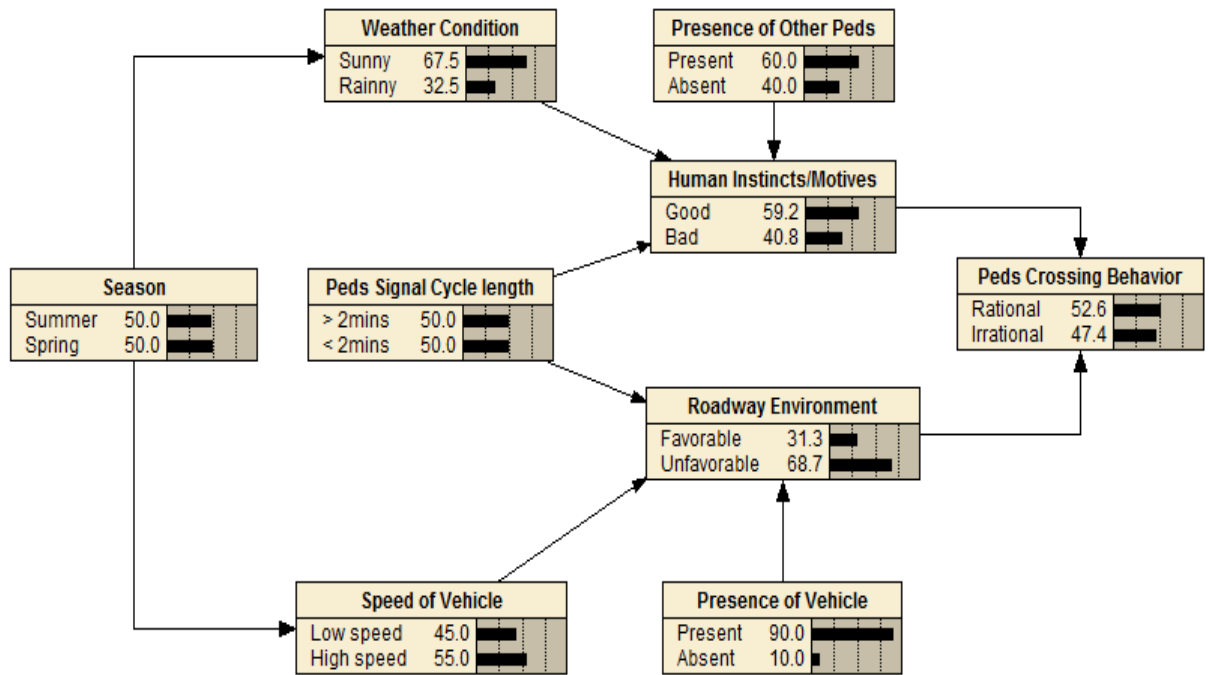 Weather Condition
Sunny 67.5
Rainny 32.5
Presence of Other Peds
Present 60.0
Absent 40.0
Human Instincts/Motives
Good 59.2
Bad 40.8
Season
Summer 50.0
Spring 50.0
Peds Signal Cycle length
> 2mins 50.0
< 2mins 50.0
Peds Crossing Behavior
Rational 52.6
Irrational 47.4
Roadway Environment
Favorable 31.3
Unfavorable 68.7
Speed of Vehicle
Low speed 45.0
High speed 55.0
Presence of Vehicle
Present 90.0
Absent 10.0